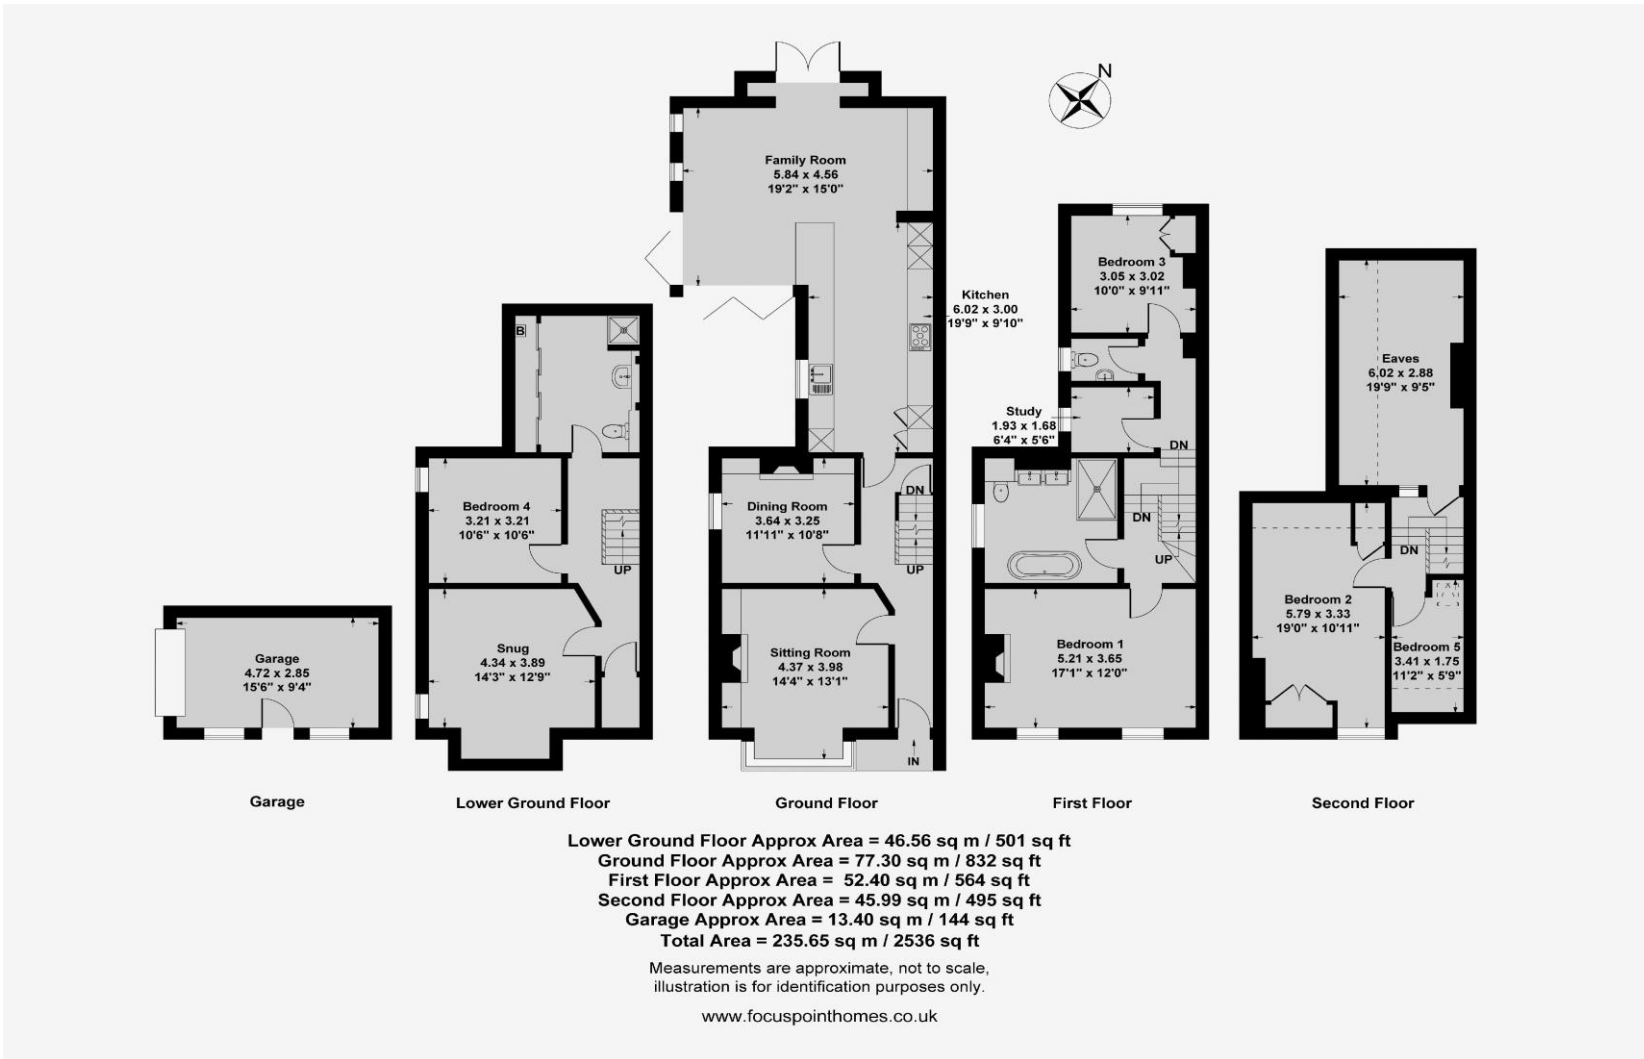 N
Family Room
5.84 x 4.56
19'2" x 15'0"
Kitchen
6.02 x 3.00
19'9" x 9'10"
Bedroom 3
3.05 x 3.02
10'0" x 9'11"
Eaves
6.02 x 2.88
19'9" x 9'5"
B
Study
1.93 x 1.68
6'4" x 5'6"
DN
Bedroom 4
3.21 x 3.21
10'6" x 10'6"
UP
Dining Room
3.64 x 3.25
11'11" x 10'8"
DN
UP
DN
UP
DN
Bedroom 2
5.79 x 3.33
19'0" x 10'11"
Bedroom 5
3.41 x 1.75
11'2" x 5'9"
Garage
4.72 x 2.85
15'6" x 9'4"
Snug
4.34 x 3.89
14'3" x 12'9"
Sitting Room
4.37 x 3.98
14'4" x 13'1"
Bedroom 1
5.21 x 3.65
17'1" x 12'0"
IN
Garage
Lower Ground Floor
Ground Floor
First Floor
Second Floor
Lower Ground Floor Approx Area = 46.56 sq m / 501 sq ft
Ground Floor Approx Area = 77.30 sq m / 832 sq ft
First Floor Approx Area = 52.40 sq m / 564 sq ft
Second Floor Approx Area = 45.99 sq m / 495 sq ft
Garage Approx Area = 13.40 sq m / 144 sq ft
Total Area = 235.65 sq m / 2536 sq ft
Measurements are approximate, not to scale,
illustration is for identification purposes only.
www.focuspointhomes.co.uk